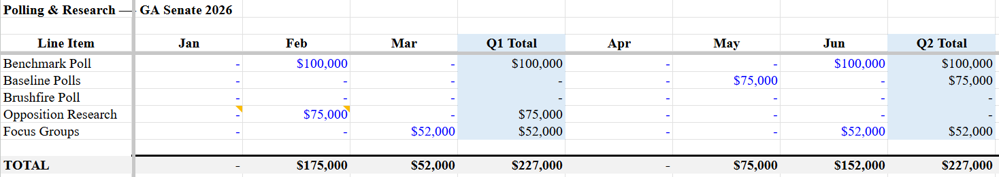 Polling & Research — GA Senate 2026
Line Item Jan Feb Mar Q1 Total Apr May Jun Q2 Total
Benchmark Poll - $100,000 - $100,000 - - $100,000 $100,000
Baseline Polls - - - - - $75,000 - $75,000
Brushfire Poll - - - - - - - -
Opposition Research - $75,000 - $75,000 - - - -
Focus Groups - - $52,000 $52,000 - - $52,000 $52,000
TOTAL - $175,000 $52,000 $227,000 - $75,000 $152,000 $227,000